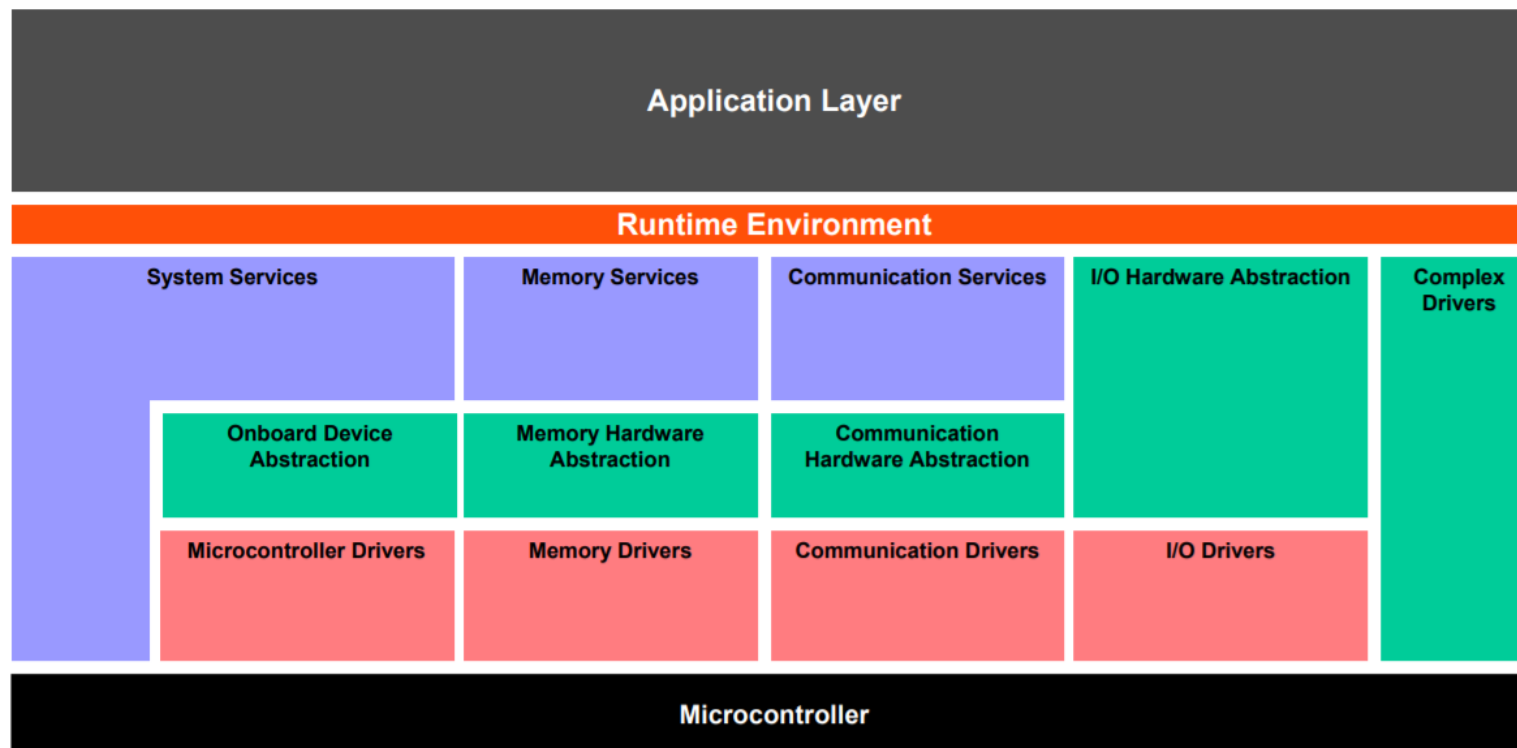 Application Layer
Runtime Environment
System Services
Memory Services
Communication Services
I/O Hardware Abstraction
Complex
Drivers
Onboard Device
Abstraction
Memory Hardware
Abstraction
Communication
Hardware Abstraction
Microcontroller Drivers
Memory Drivers
Communication Drivers
I/O Drivers
Microcontroller